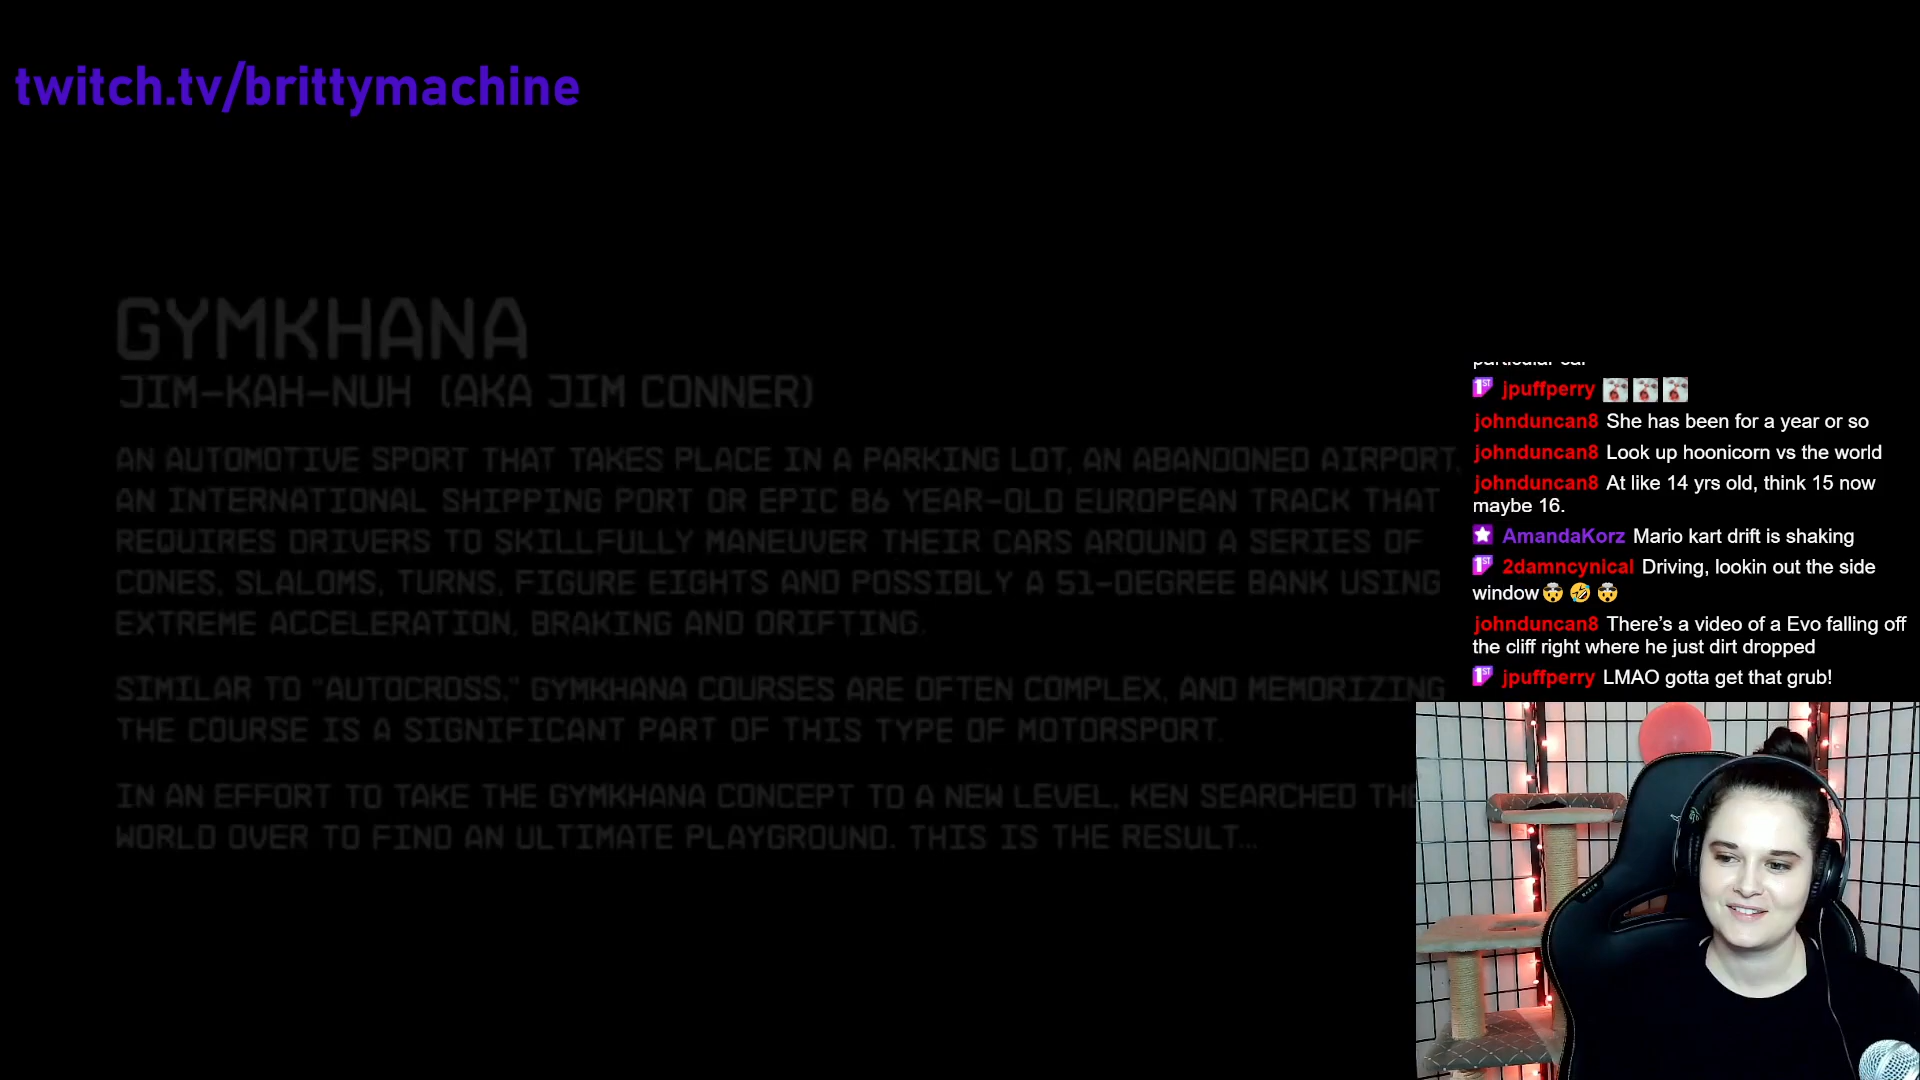 twitch.tv/brittymachine
GYMKHANA
JIM-KAH-NUH (AKA JIM CONNER)
AN AUTOMOTIVE SPORT THAT TAKES PLACE IN A PARKING LOT, AN ABANDONED AIRPORT,
AN INTERNATIONAL SHIPPING PORT OR EPIC 86 YEAR-OLD EUROPEAN TRACK THAT
REQUIRES DRIVERS TO SKILLFULLY MANEUVER THEIR CARS AROUND A SERIES OF
CONES, SLALOMS, TURNS, FIGURE EIGHTS AND POSSIBLY A 51-DEGREE BANK USING
EXTREME ACCELERATION, BRAKING AND DRIFTING.
SIMILAR TO "AUTOCROSS," GYMKHANA COURSES ARE OFTEN COMPLEX, AND MEMORIZING
THE COURSE IS A SIGNIFICANT PART OF THIS TYPE OF MOTORSPORT.
IN AN EFFORT TO TAKE THE GYMKHANA CONCEPT TO A NEW LEVEL, KEN SEARCHED THE
WORLD OVER TO FIND AN ULTIMATE PLAYGROUND. THIS IS THE RESULT...
particular car
1ST jpuffperry
johnduncan8 She has been for a year or so
johnduncan8 Look up hoonicorn vs the world
johnduncan8 At like 14 yrs old, think 15 now
maybe 16.
AmandaKorz Mario kart drift is shaking
1ST 2damncynical Driving, lookin out the side
window🤯 🤣 🤯
johnduncan8 There's a video of a Evo falling off
the cliff right where he just dirt dropped
1ST jpuffperry LMAO gotta get that grub!